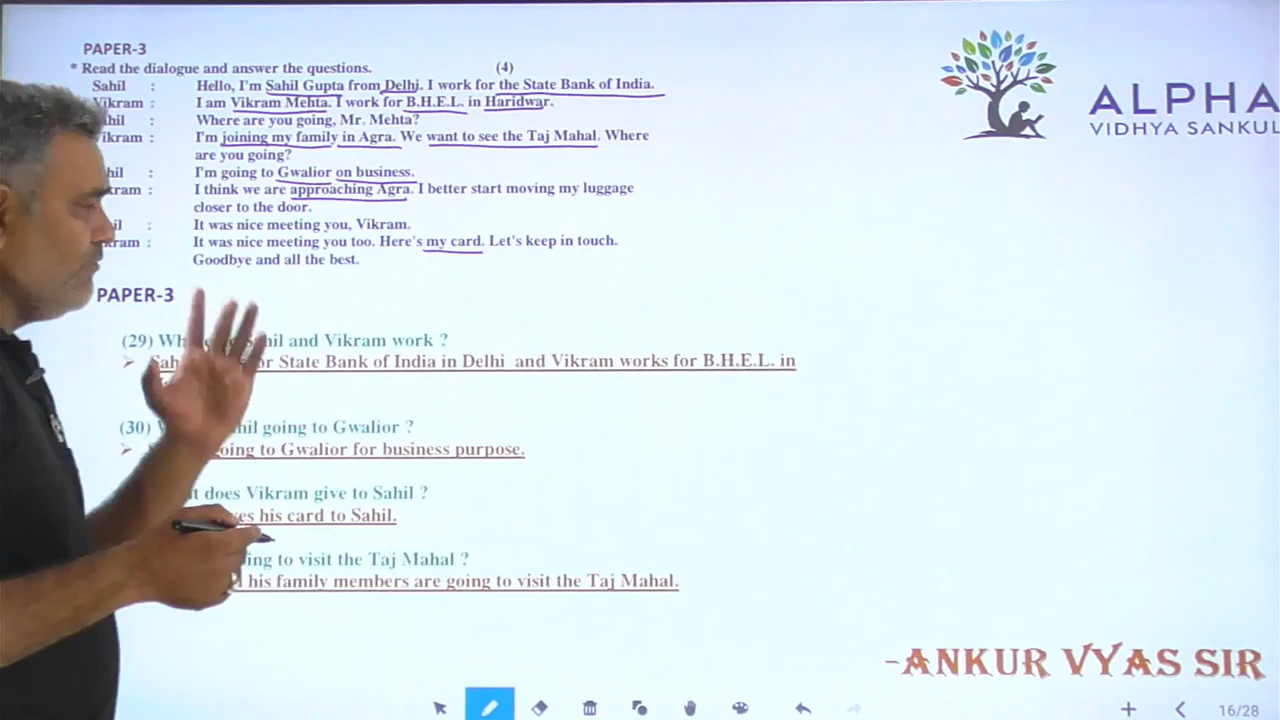 PAPER-3
* Read the dialogue and answer the questions. (4)
Sahil : Hello, I'm Sahil Gupta from Delhi. I work for the State Bank of India.
Vikram : I am Vikram Mehta. I work for B.H.E.L. in Haridwar.
hil : Where are you going, Mr. Mehta?
ikram : I'm joining my family in Agra. We want to see the Taj Mahal. Where
are you going?
hil : I'm going to Gwalior on business.
kram : I think we are approaching Agra. I better start moving my luggage
closer to the door.
il : It was nice meeting you, Vikram.
ram : It was nice meeting you too. Here's my card. Let's keep in touch.
Goodbye and all the best.
PAPER-3
(29) Wh hil and Vikram work ?
➢ Sah or State Bank of India in Delhi and Vikram works for B.H.E.L. in
(30) hil going to Gwalior ?
➢ oing to Gwalior for business purpose.
t does Vikram give to Sahil ?
es his card to Sahil.
ing to visit the Taj Mahal ?
his family members are going to visit the Taj Mahal.
ALPHA
VIDHYA SANKUL
-ANKUR VYAS SIR
16/28